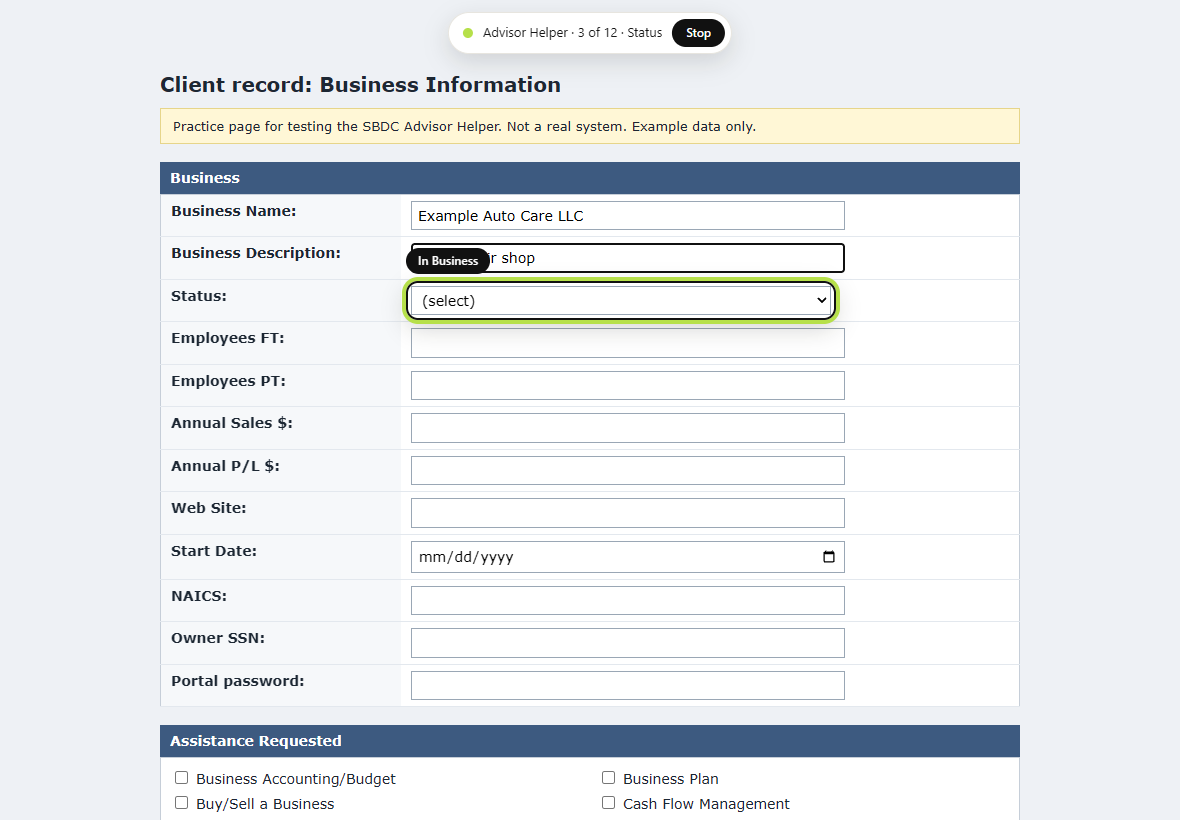 Advisor Helper · 3 of 12 · Status Stop
Client record: Business Information
Practice page for testing the SBDC Advisor Helper. Not a real system. Example data only.
Business
Business Name: Example Auto Care LLC
Business Description: shop
In Business
Status: (select)
Employees FT:
Employees PT:
Annual Sales $:
Annual P/L $:
Web Site:
Start Date: mm/dd/yyyy
NAICS:
Owner SSN:
Portal password:
Assistance Requested
Business Accounting/Budget Business Plan
Buy/Sell a Business Cash Flow Management